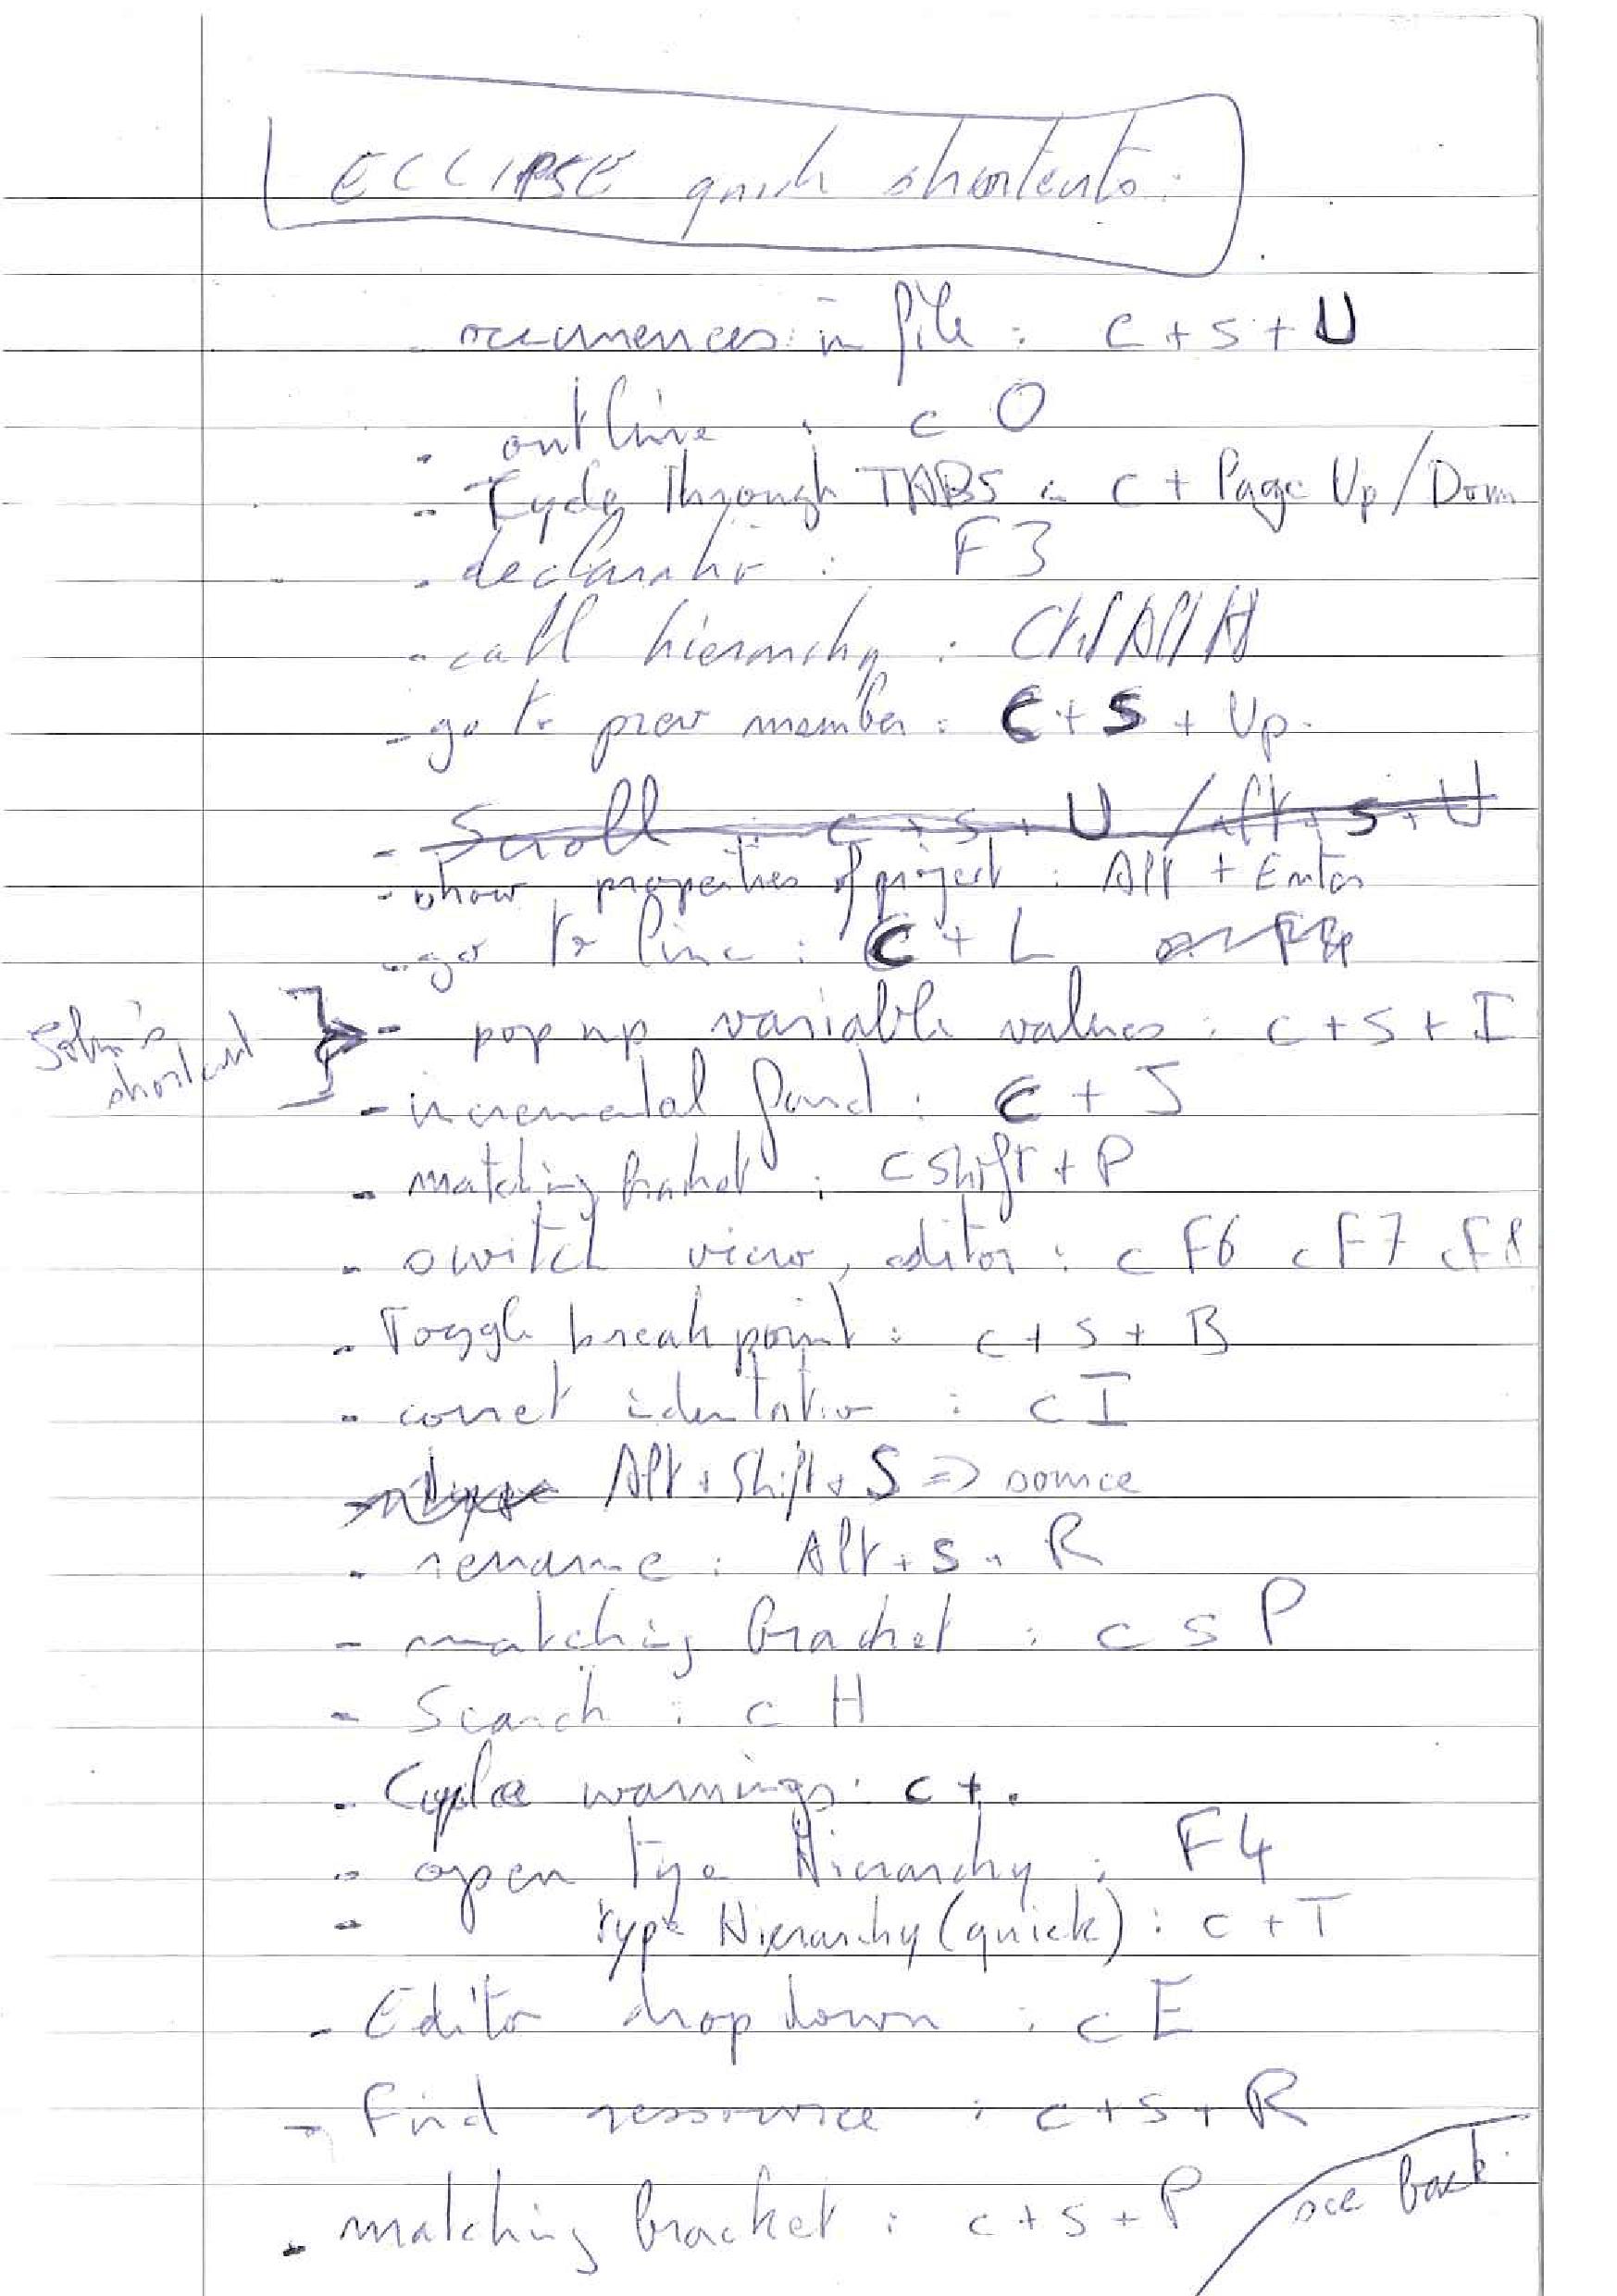 ECLIPSE quick shortcuts:
- occurrences in file : C + S + U
- outline : C O
- Cycle Through TABS : C + Page Up/Down
- declaration : F3
- call hierarchy : Ctrl Alt H
- go to prev member : C + S + Up.
- Scroll : C + S + U / alt + S + U
- show properties of project : Alt + Enter
- go to line : C + L or F4
John's shortcut
- pop up variable values : C + S + I
- incremental find : C + J
- matching bracket : C Shift + P
- switch view, editor : C F6 C F7 C F8
- Toggle breakpoint : C + S + B
- correct identation : C I
Alt + Shift + S => source
- rename : Alt + S + R
- matching bracket : C S P
- Search : C H
- Cycle warnings : C + .
- open type Hierarchy : F4
- type Hierarchy (quick) : C + T
- Editor drop down : C E
- find ressource : C + S + R
- matching bracket : C + S + P
see back